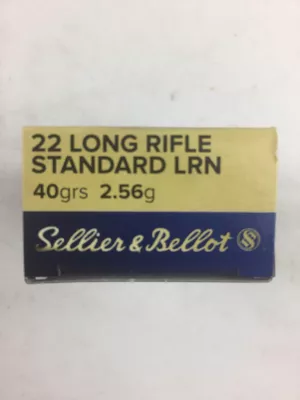 22 LONG RIFLE
STANDARD LRN
40grs 2.56g
Sellier & Bellot